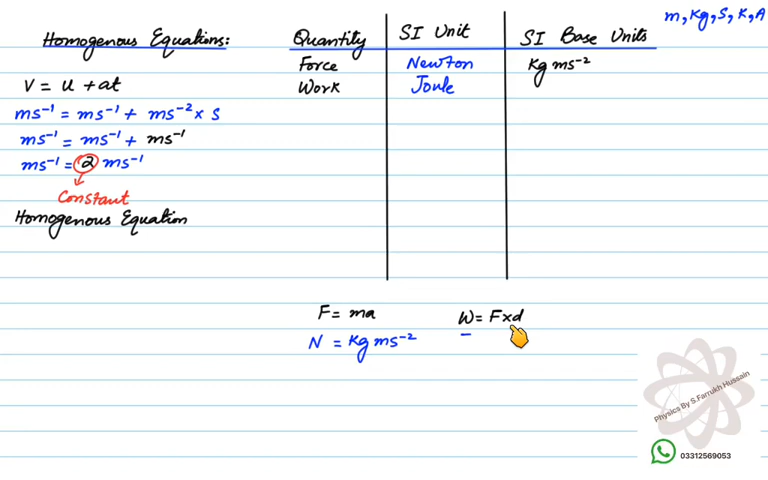 m, Kg, S, K, A
Homogenous Equations:
V = u + at
ms⁻¹ = ms⁻¹ + ms⁻² x s
ms⁻¹ = ms⁻¹ + ms⁻¹
ms⁻¹ = 2 ms⁻¹
Constant
Homogenous Equation
Quantity SI Unit SI Base Units
Force Newton Kg ms⁻²
Work Joule
F = ma
N = Kg ms⁻²
W = F x d
Physics By S.Farrukh Hussain
03312569053